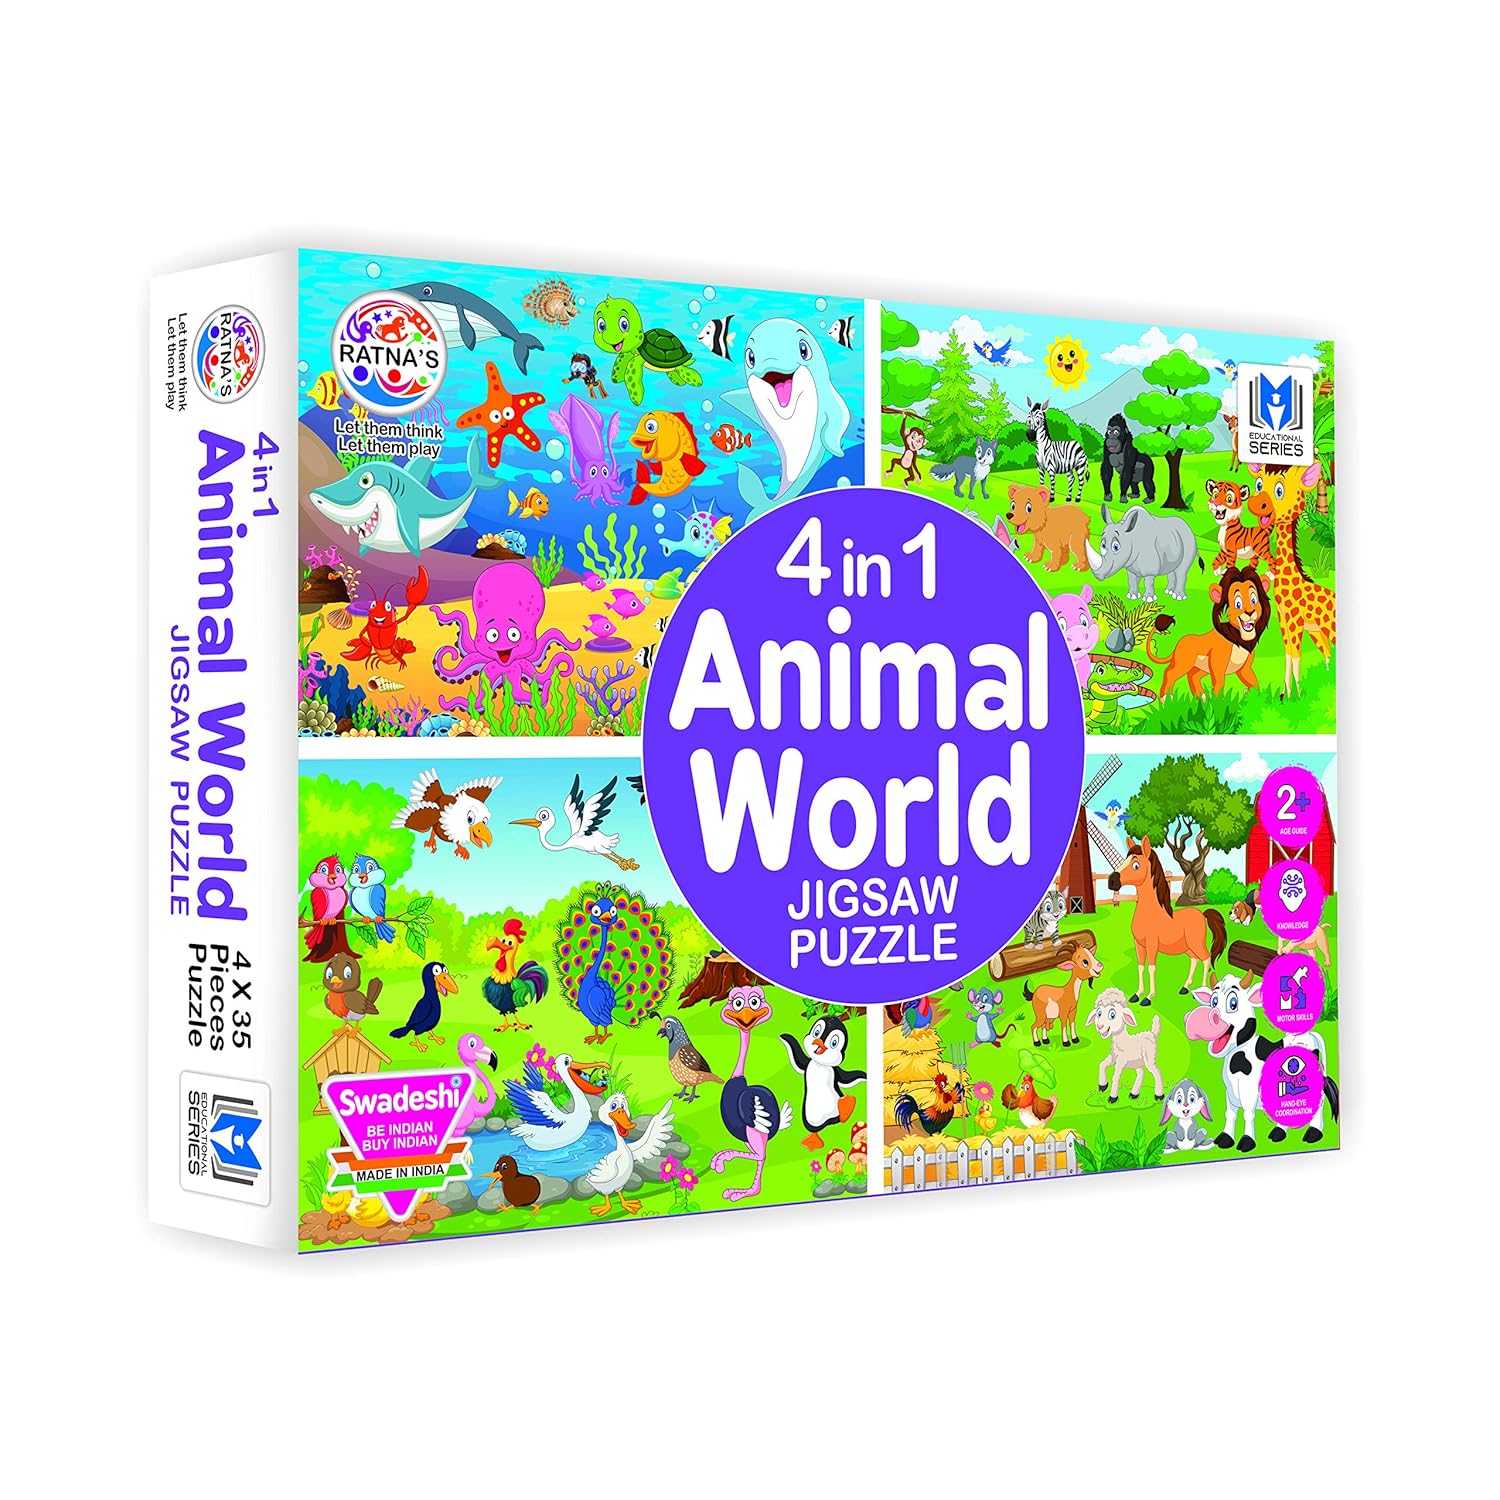 RATNA'S
Let them think
Let them play
4 in 1
Animal World
JIGSAW PUZZLE
4 X 35
Pieces
Puzzle
EDUCATIONAL
SERIES
RATNA'S
Let them think
Let them play
EDUCATIONAL
SERIES
4 in 1
Animal
World
JIGSAW
PUZZLE
2+
AGE GUIDE
KNOWLEDGE
MOTOR SKILLS
HAND-EYE
COORDINATION
Swadeshi
BE INDIAN
BUY INDIAN
MADE IN INDIA